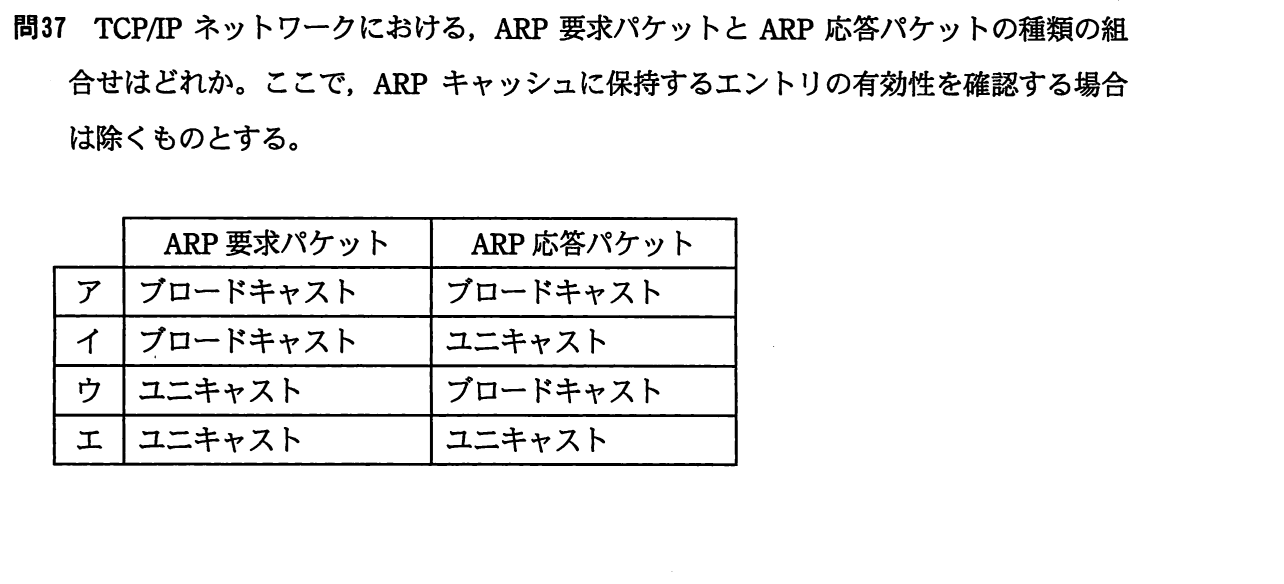 問37 TCP/IP ネットワークにおける，ARP 要求パケットと ARP 応答パケットの種類の組
合せはどれか。ここで，ARP キャッシュに保持するエントリの有効性を確認する場合
は除くものとする。
ARP 要求パケット ARP 応答パケット
ア ブロードキャスト ブロードキャスト
イ ブロードキャスト ユニキャスト
ウ ユニキャスト ブロードキャスト
エ ユニキャスト ユニキャスト